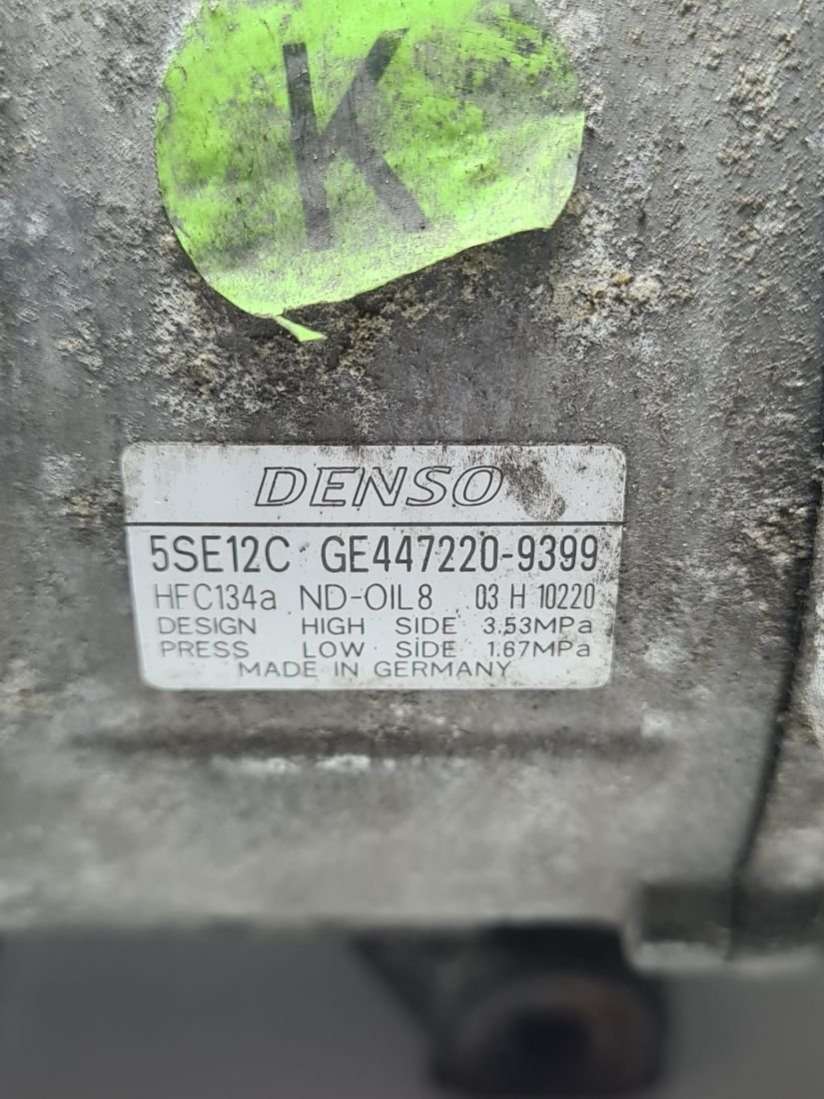 K
DENSO
5SE12C GE447220-9399
HFC134a ND-OIL8 03 H 10220
DESIGN HIGH SIDE 3.53MPa
PRESS LOW SIDE 1.67MPa
MADE IN GERMANY